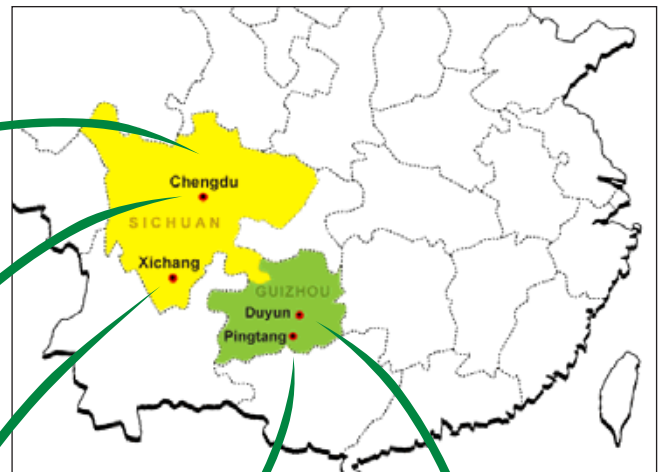 Chengdu
SICHUAN
Xichang
GUIZHOU
Duyun
Pingtang